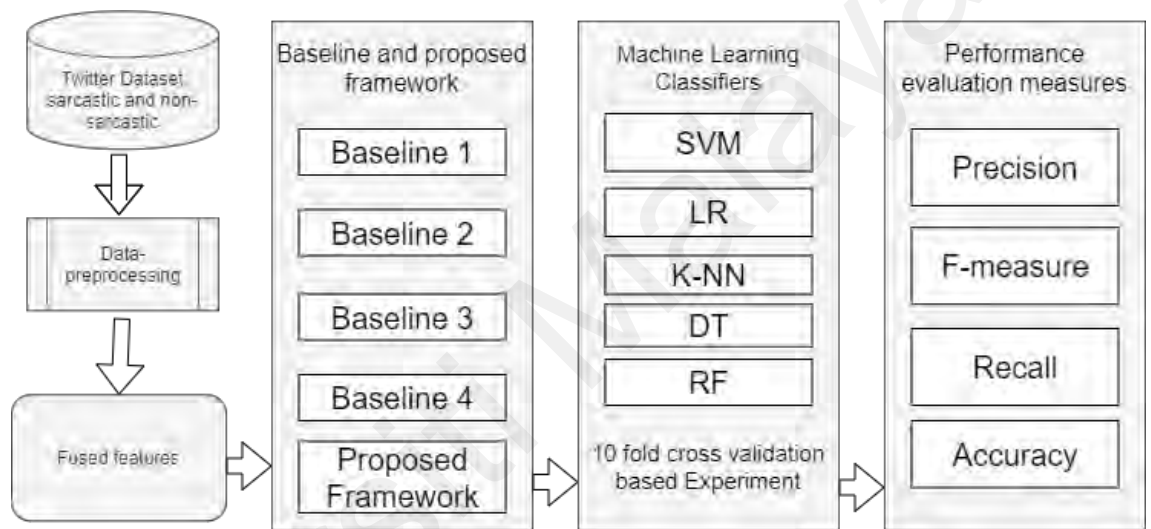 Twitter Dataset
sarcastic and non-
sarcastic
Data-
preprocessing
Fused features
Baseline and proposed
framework
Baseline 1
Baseline 2
Baseline 3
Baseline 4
Proposed
Framework
Machine Learning
Classifiers
SVM
LR
K-NN
DT
RF
10 fold cross validation
based Experiment
Performance
evaluation measures
Precision
F-measure
Recall
Accuracy